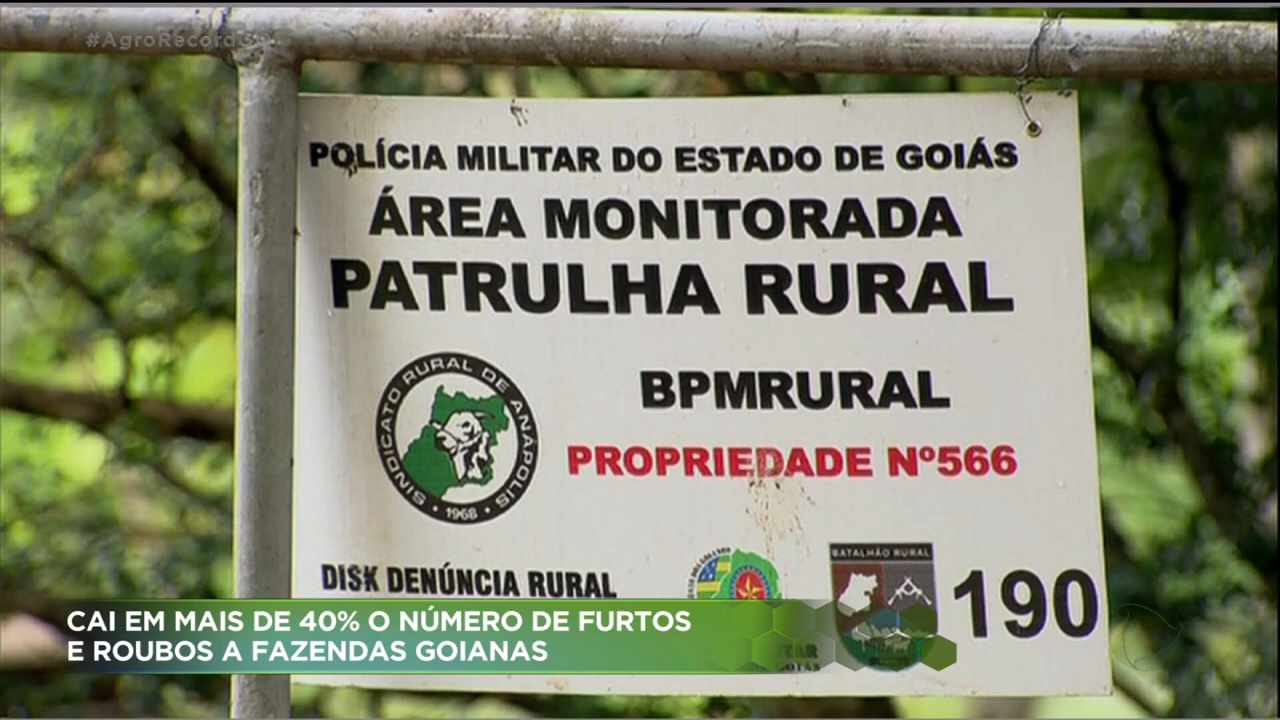 #AgroRecordGO
POLÍCIA MILITAR DO ESTADO DE GOIÁS
ÁREA MONITORADA
PATRULHA RURAL
SINDICATO RURAL DE ANÁPOLIS
1968
BPMRURAL
PROPRIEDADE Nº566
DISK DENÚNCIA RURAL
BATALHÃO RURAL
190
CAI EM MAIS DE 40% O NÚMERO DE FURTOS
E ROUBOS A FAZENDAS GOIANAS